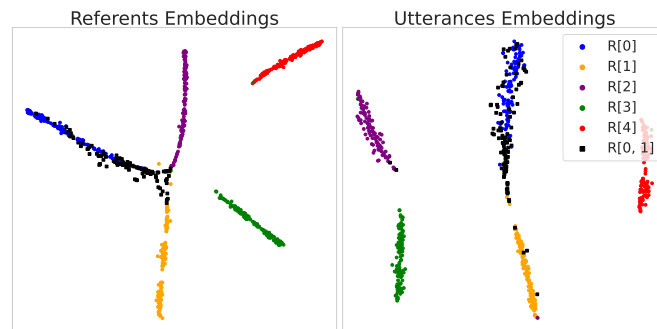 Referents Embeddings
Utterances Embeddings
R[0]
R[1]
R[2]
R[3]
R[4]
R[0, 1]